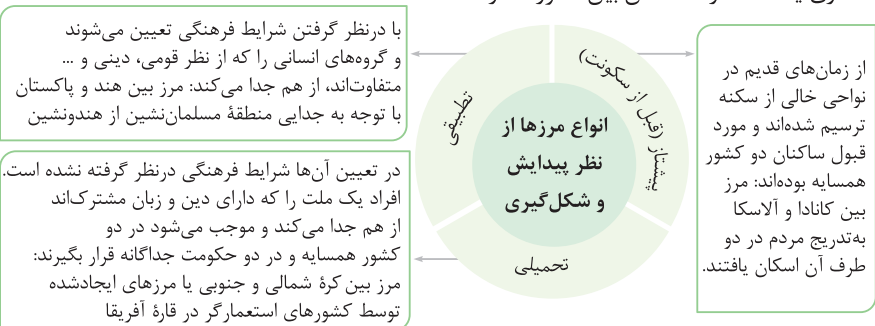 انواع مرزها از
نظر پیدایش
و شکل‌گیری
پیشتاز (قبل از سکونت)
از زمان‌های قدیم در
نواحی خالی از سکنه
ترسیم شده‌اند و مورد
قبول ساکنان دو کشور
همسایه بوده‌اند: مرز
بین کانادا و آلاسکا
به‌تدریج مردم در دو
طرف آن اسکان یافتند.
تطبیقی
با درنظر گرفتن شرایط فرهنگی تعیین می‌شوند
و گروه‌های انسانی را که از نظر قومی، دینی و ...
متفاوت‌اند، از هم جدا می‌کند: مرز بین هند و پاکستان
با توجه به جدایی منطقهٔ مسلمان‌نشین از هندونشین
تحمیلی
در تعیین آن‌ها شرایط فرهنگی درنظر گرفته نشده است.
افراد یک ملت را که دارای دین و زبان مشترک‌اند
از هم جدا می‌کند و موجب می‌شود در دو
کشور همسایه و در دو حکومت جداگانه قرار بگیرند:
مرز بین کرهٔ شمالی و جنوبی یا مرزهای ایجادشده
توسط کشورهای استعمارگر در قارهٔ آفریقا